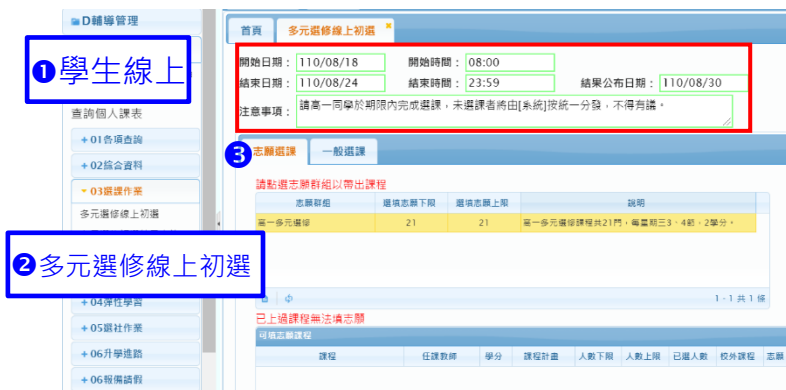 D輔導管理
❶學生線上
查詢個人課表
+01各項查詢
+02綜合資料
03選課作業
多元選修線上初選
❷多元選修線上初選
+04彈性學習
+05選社作業
+06升學進路
+06報備請假
首頁 多元選修線上初選
開始日期： 110/08/18 開始時間： 08:00
結束日期： 110/08/24 結束時間： 23:59 結果公布日期： 110/08/30
注意事項： 請高一同學於期限內完成選課，未選課者將由[系統]按統一分發，不得有議。
❸
志願選課 一般選課
請點選志願群組以帶出課程
志願群組 選填志願下限 選填志願上限 說明
高一多元選修 21 21 高一多元選修課程共21門，每星期三3、4節，2學分。
1 - 1 共 1 條
已上過課程無法填志願
可填志願課程
課程 任課教師 學分 課程計畫 人數下限 人數上限 已選人數 校外課程 志願